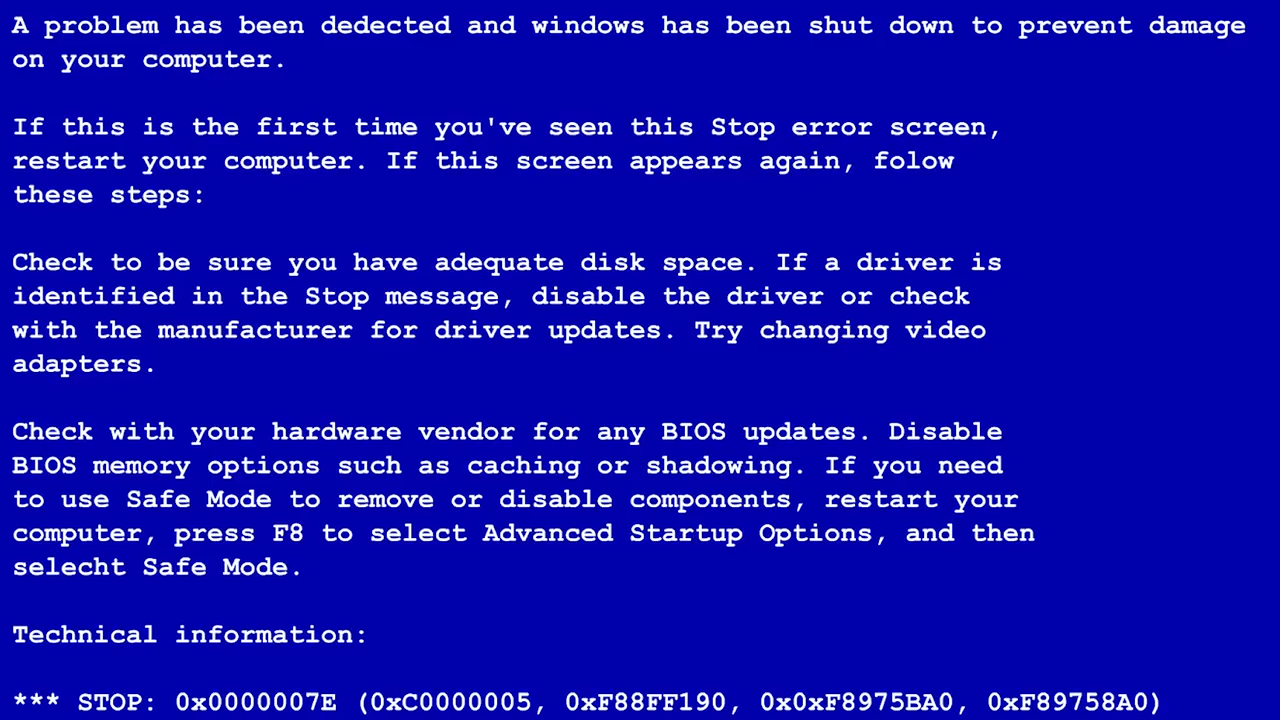 A problem has been dedected and windows has been shut down to prevent damage
on your computer.
If this is the first time you've seen this Stop error screen,
restart your computer. If this screen appears again, folow
these steps:
Check to be sure you have adequate disk space. If a driver is
identified in the Stop message, disable the driver or check
with the manufacturer for driver updates. Try changing video
adapters.
Check with your hardware vendor for any BIOS updates. Disable
BIOS memory options such as caching or shadowing. If you need
to use Safe Mode to remove or disable components, restart your
computer, press F8 to select Advanced Startup Options, and then
selecht Safe Mode.
Technical information:
*** STOP: 0x0000007E (0xC0000005, 0xF88FF190, 0x0xF8975BA0, 0xF89758A0)